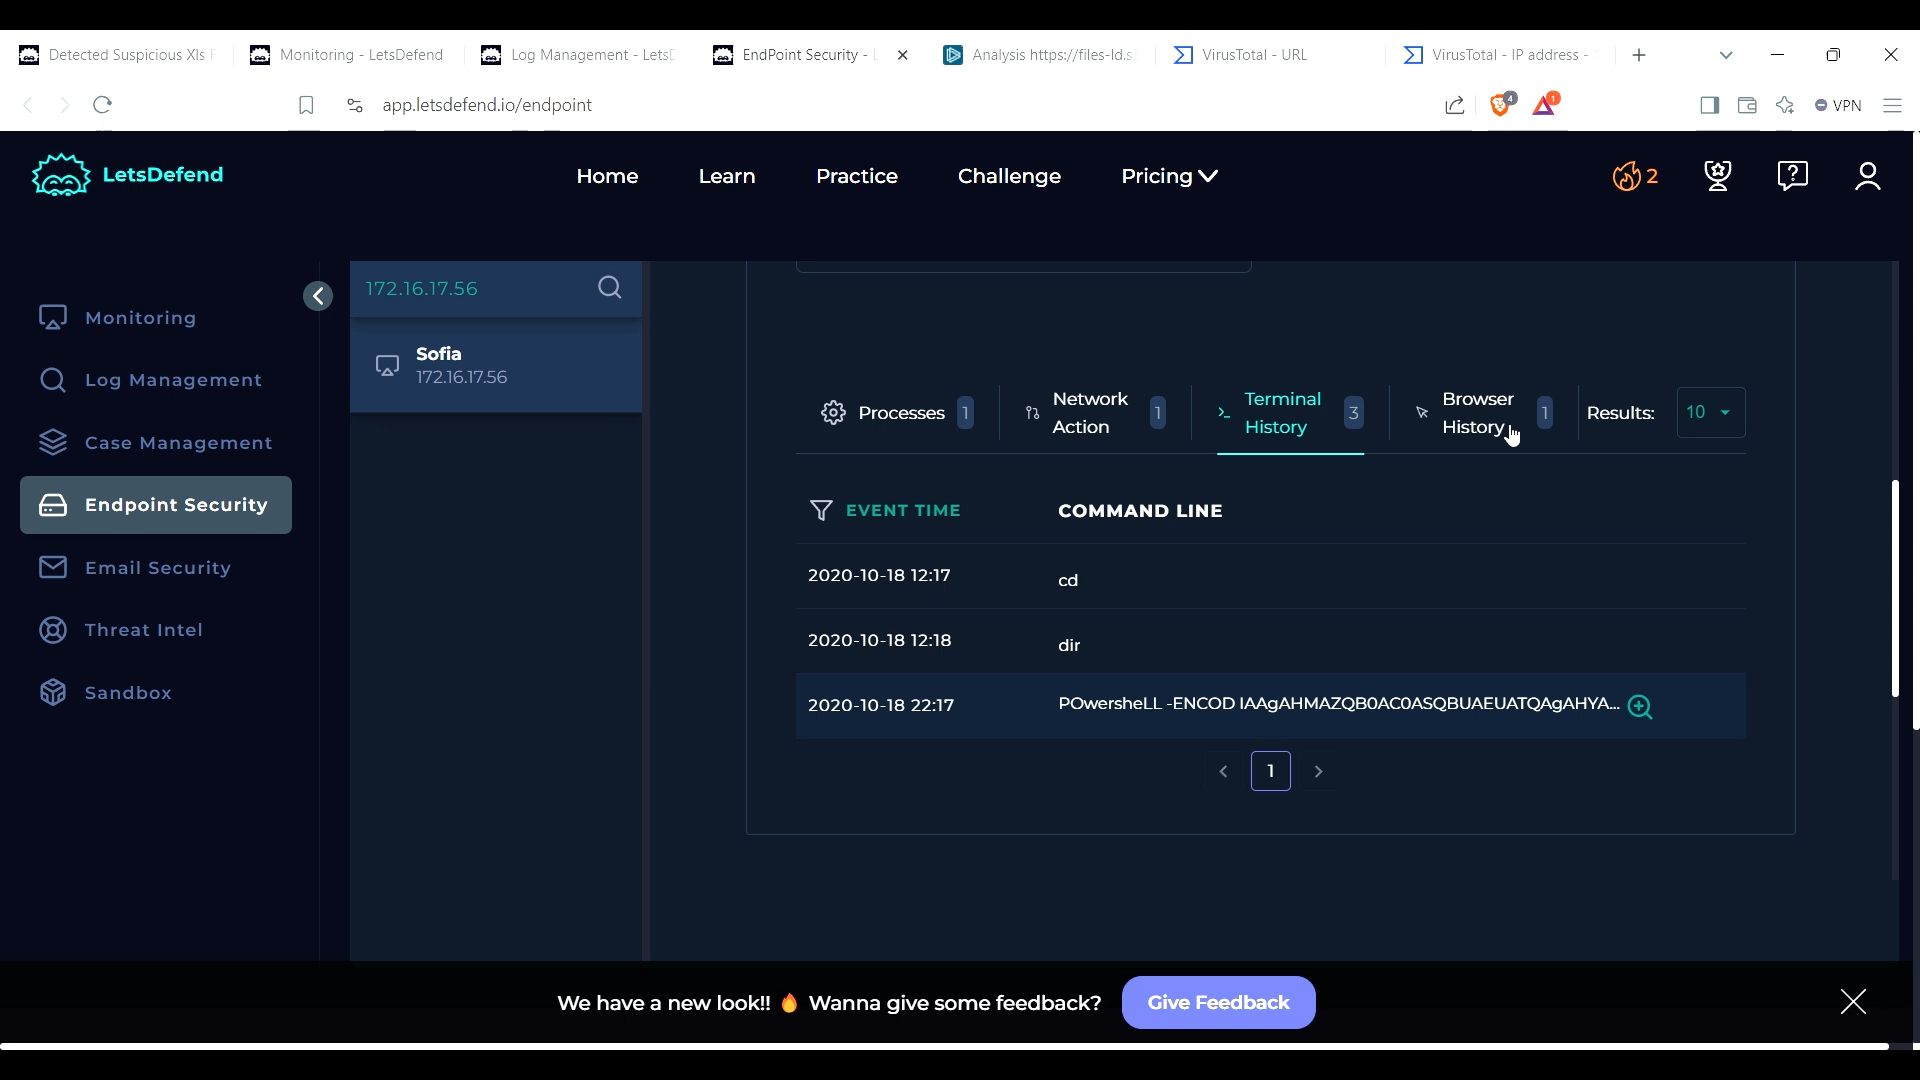 Detected Suspicious Xls
Monitoring - LetsDefend
Log Management - Lets
EndPoint Security -
Analysis https://files-ld.s
VirusTotal - URL
VirusTotal - IP address -
app.letsdefend.io/endpoint
4
1
VPN
LetsDefend
Home
Learn
Practice
Challenge
Pricing
2
Monitoring
Log Management
Case Management
Endpoint Security
Email Security
Threat Intel
Sandbox
172.16.17.56
Sofia
172.16.17.56
Processes 1
Network Action 1
Terminal History 3
Browser History 1
Results: 10
EVENT TIME COMMAND LINE
2020-10-18 12:17 cd
2020-10-18 12:18 dir
2020-10-18 22:17 POwersheLL -ENCOD IAAgAHMAZQB0AC0ASQBUAEUATQAgAHYA...
1
We have a new look!! 🔥 Wanna give some feedback?
Give Feedback